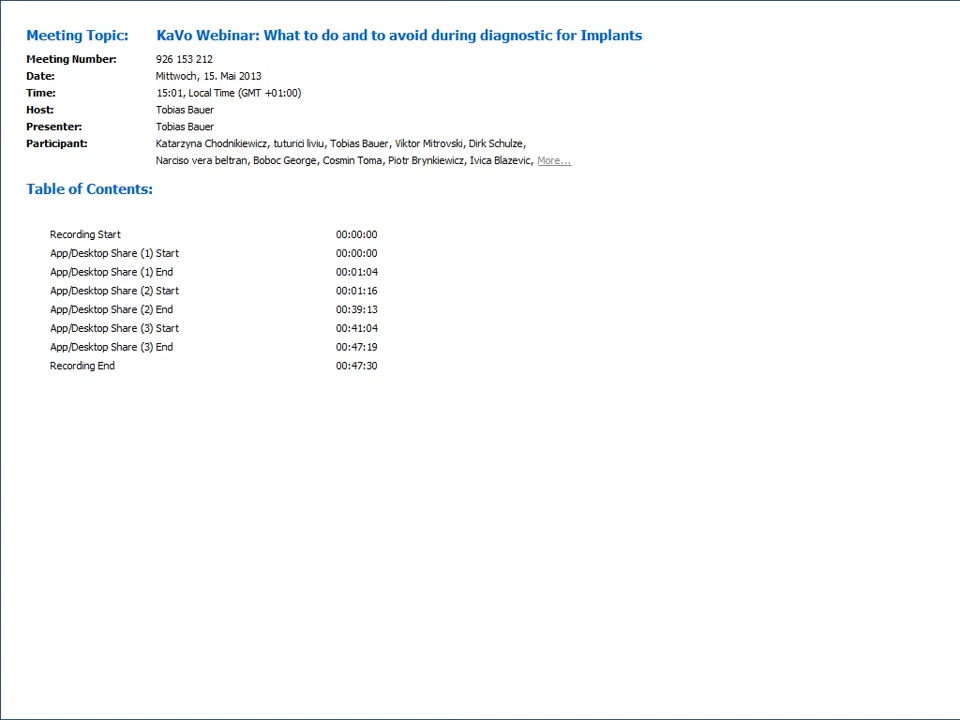 Meeting Topic: KaVo Webinar: What to do and to avoid during diagnostic for Implants
Meeting Number: 926 153 212
Date: Mittwoch, 15. Mai 2013
Time: 15:01, Local Time (GMT +01:00)
Host: Tobias Bauer
Presenter: Tobias Bauer
Participant: Katarzyna Chodnikiewicz, tuturici liviu, Tobias Bauer, Viktor Mitrovski, Dirk Schulze,
Narciso vera beltran, Boboc George, Cosmin Toma, Piotr Brynkiewicz, Ivica Blazevic, More...
Table of Contents:
Recording Start 00:00:00
App/Desktop Share (1) Start 00:00:00
App/Desktop Share (1) End 00:01:04
App/Desktop Share (2) Start 00:01:16
App/Desktop Share (2) End 00:39:13
App/Desktop Share (3) Start 00:41:04
App/Desktop Share (3) End 00:47:19
Recording End 00:47:30